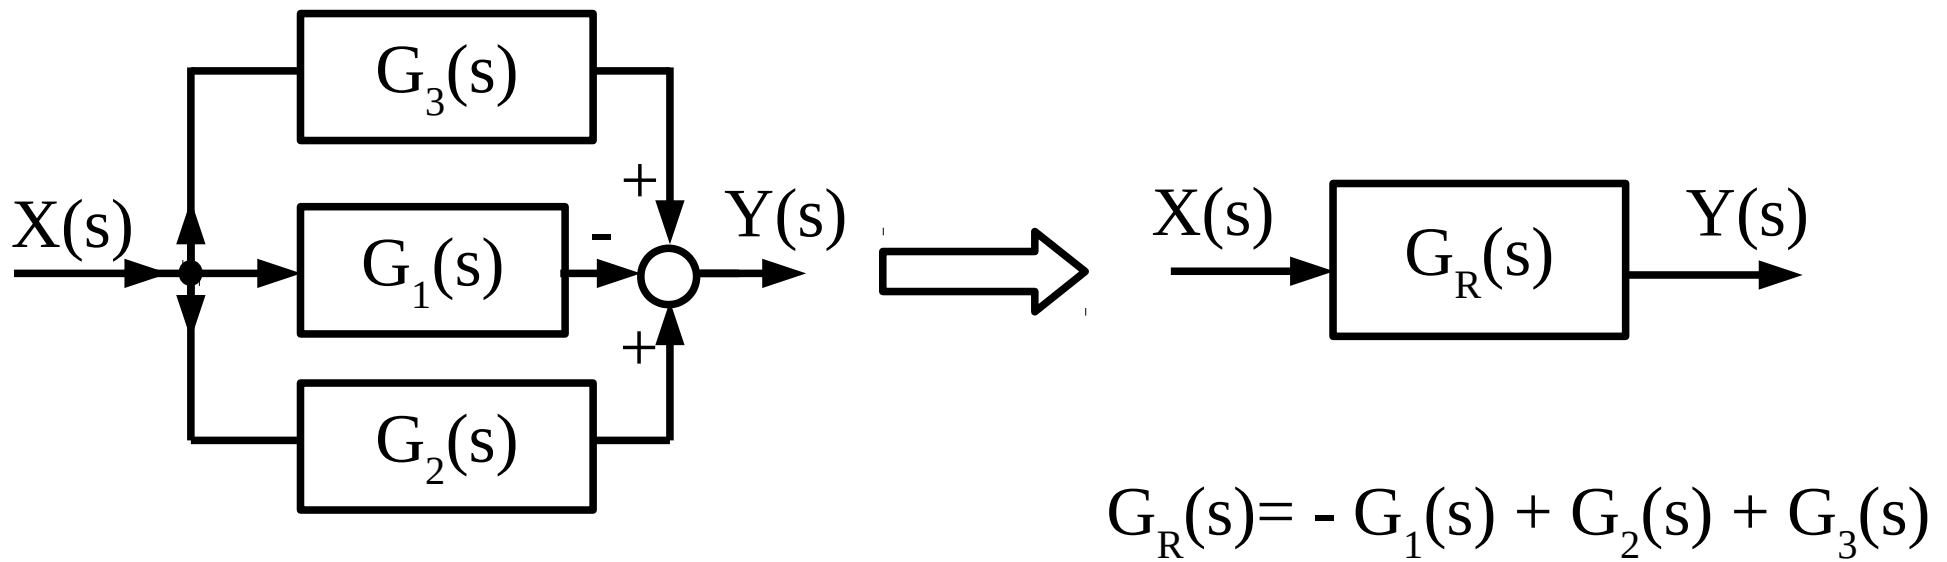 G3(s)
+
X(s)
-
Y(s)
G1(s)
+
G2(s)
X(s)
GR(s)
Y(s)
GR(s)= - G1(s) + G2(s) + G3(s)